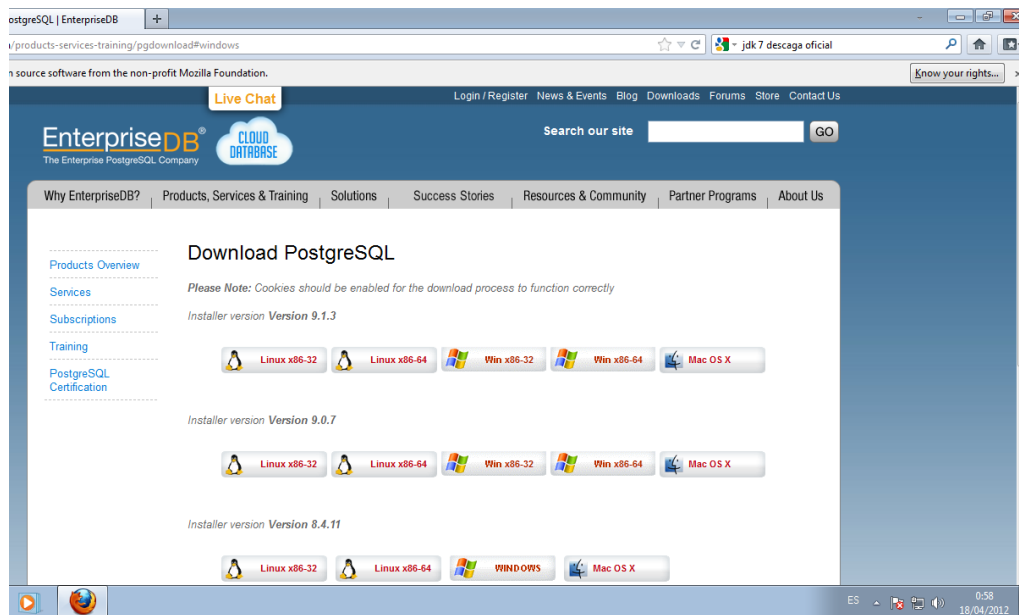 ostgreSQL | EnterpriseDB
/products-services-training/pgdownload#windows
jdk 7 descaga oficial
n source software from the non-profit Mozilla Foundation.
Know your rights...
Live Chat
Login / Register News & Events Blog Downloads Forums Store Contact Us
EnterpriseDB®
The Enterprise PostgreSQL Company
CLOUD
DATABASE
Search our site
GO
Why EnterpriseDB? Products, Services & Training Solutions Success Stories Resources & Community Partner Programs About Us
Products Overview
Services
Subscriptions
Training
PostgreSQL
Certification
Download PostgreSQL
Please Note: Cookies should be enabled for the download process to function correctly
Installer version Version 9.1.3
Linux x86-32 Linux x86-64 Win x86-32 Win x86-64 Mac OS X
Installer version Version 9.0.7
Linux x86-32 Linux x86-64 Win x86-32 Win x86-64 Mac OS X
Installer version Version 8.4.11
Linux x86-32 Linux x86-64 WINDOWS Mac OS X
ES
0:58
18/04/2012